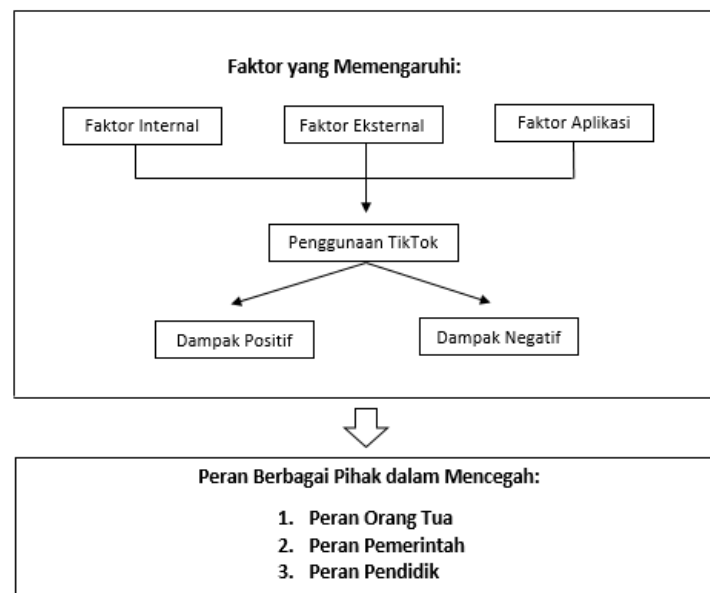 Faktor yang Memengaruhi:
Faktor Internal
Faktor Eksternal
Faktor Aplikasi
Penggunaan TikTok
Dampak Positif
Dampak Negatif
Peran Berbagai Pihak dalam Mencegah:
1. Peran Orang Tua
2. Peran Pemerintah
3. Peran Pendidik